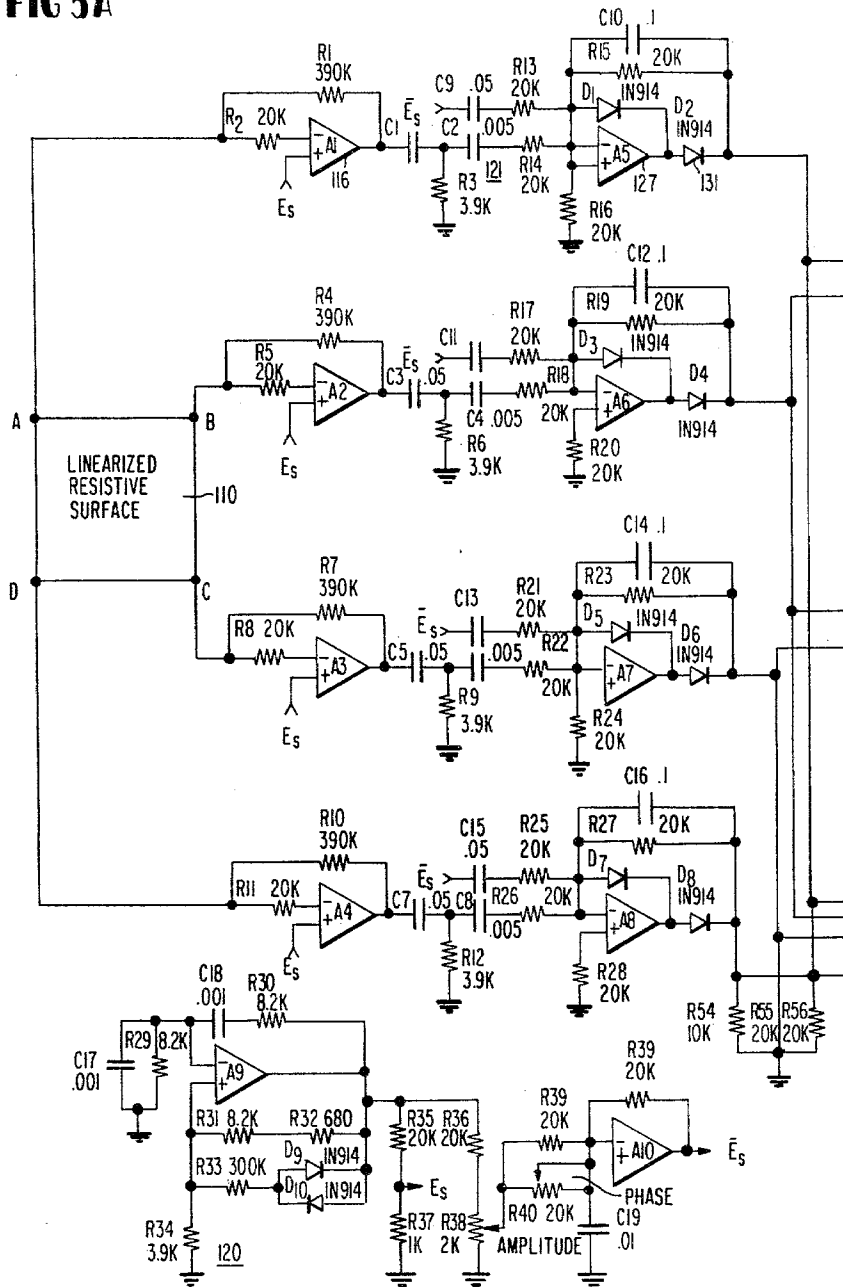 FIG 5A
C10 .1
R15 20K
R1
390K
C9 .05
R13
20K
D1 1N914
D2
1N914
R2 20K
C1
Ēs
C2 .005
A1
116
121
R14
20K
A5
127
131
Es
R3
3.9K
R16
20K
C12 .1
R19 20K
R4
390K
C11
R17
20K
1N914
D3
D4
R5
20K
Ēs
C3 .05
R18
A2
C4 .005
20K
A6
1N914
A
B
Es
R6
3.9K
R20
20K
LINEARIZED
RESISTIVE
SURFACE
110
C14 .1
R23 20K
D
C
R7
390K
C13
R21
20K
D5 1N914
D6
1N914
R8 20K
Ēs
R22
A3
C5 .05
.005
20K
A7
Es
R9
3.9K
R24
20K
C16 .1
R27 20K
R10
390K
C15
.05
R25
20K
D7
D8
1N914
R11 20K
Ēs
C7 .05
C8
R26
20K
.005
A4
A8
Es
R12
3.9K
R28
20K
C18
.001
R30
8.2K
R54
10K
R55
20K
R56
20K
C17
.001
R29 8.2K
A9
R39
20K
R31 8.2K
R32 680
R35
20K
R36
20K
R39
20K
A10
Ēs
R33 300K
D9
1N914
D10
1N914
Es
R40 20K
PHASE
R34
3.9K
120
R37
1K
R38
2K
AMPLITUDE
C19
.01